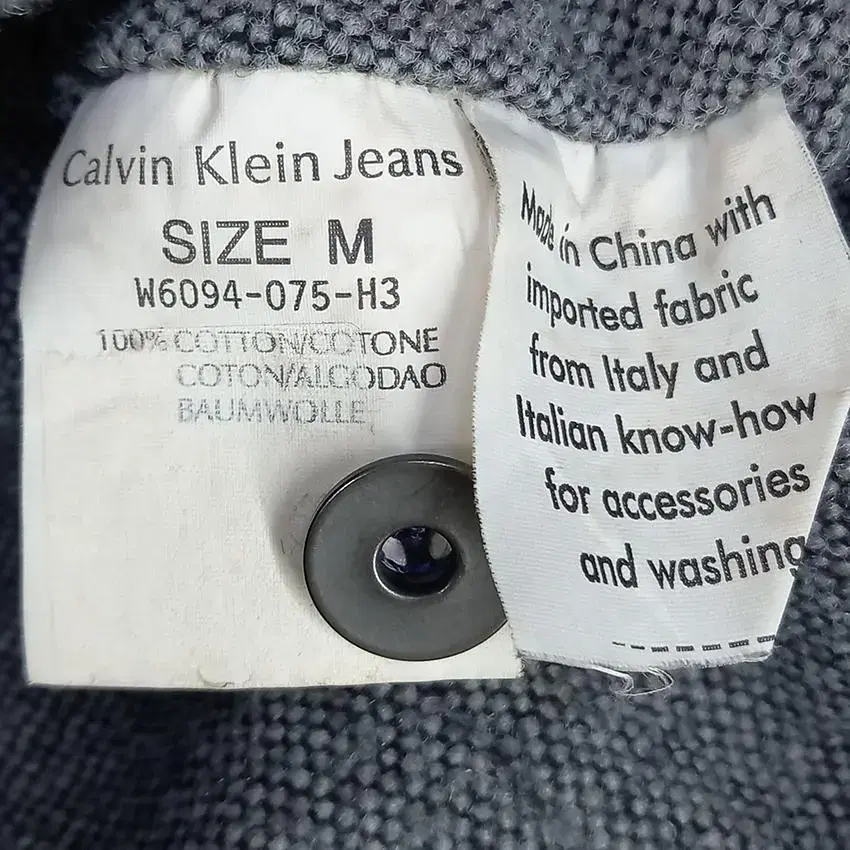 Calvin Klein Jeans
SIZE M
W6094-075-H3
100% COTTON/COTONE
COTON/ALGODAO
BAUMWOLLE
Made in China with
imported fabric
from Italy and
Italian know-how
for accessories
and washing